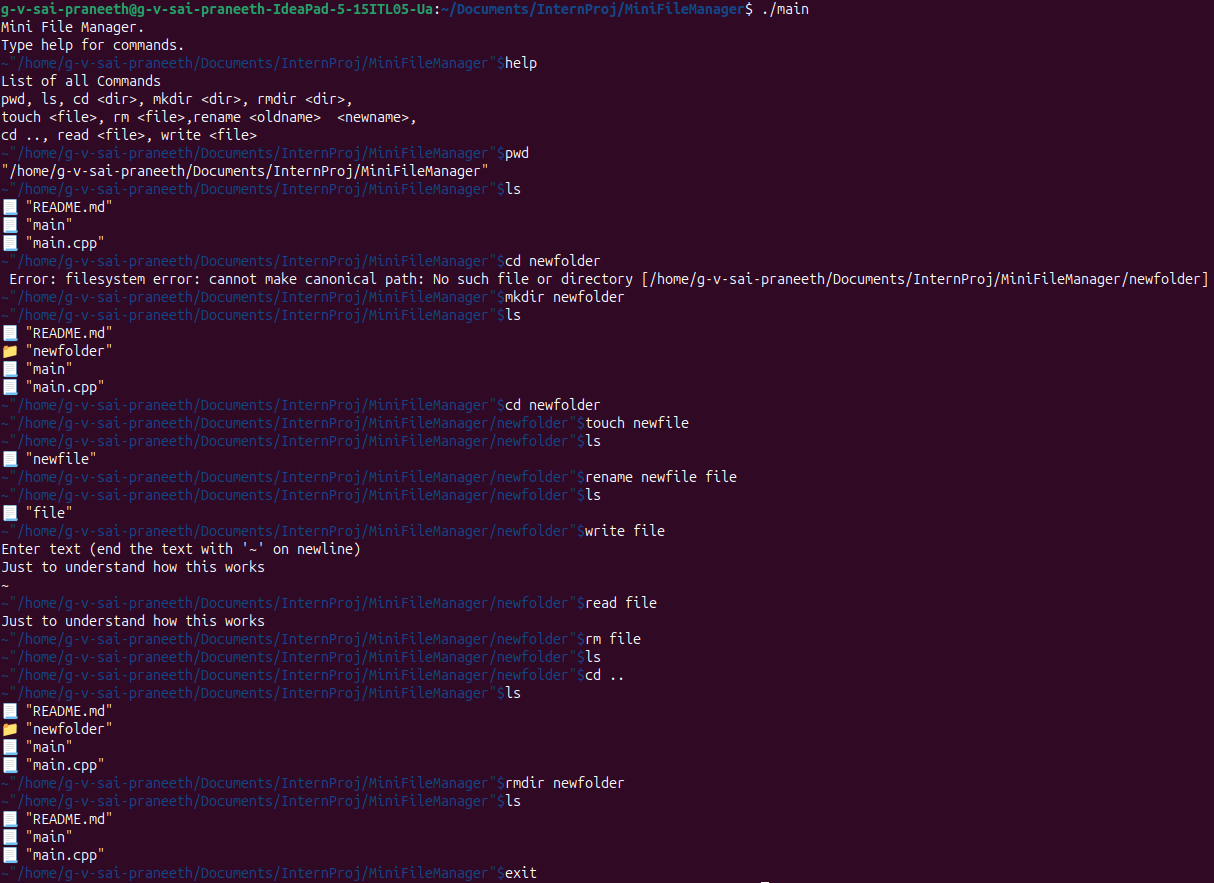 g-v-sai-praneeth@g-v-sai-praneeth-IdeaPad-5-15ITL05-Ua:~/Documents/InternProj/MiniFileManager$ ./main
Mini File Manager.
Type help for commands.
~"/home/g-v-sai-praneeth/Documents/InternProj/MiniFileManager"$help
List of all Commands
pwd, ls, cd <dir>, mkdir <dir>, rmdir <dir>,
touch <file>, rm <file>,rename <oldname>  <newname>,
cd .., read <file>, write <file>
~"/home/g-v-sai-praneeth/Documents/InternProj/MiniFileManager"$pwd
"/home/g-v-sai-praneeth/Documents/InternProj/MiniFileManager"
~"/home/g-v-sai-praneeth/Documents/InternProj/MiniFileManager"$ls
"README.md"
"main"
"main.cpp"
~"/home/g-v-sai-praneeth/Documents/InternProj/MiniFileManager"$cd newfolder
Error: filesystem error: cannot make canonical path: No such file or directory [/home/g-v-sai-praneeth/Documents/InternProj/MiniFileManager/newfolder]
~"/home/g-v-sai-praneeth/Documents/InternProj/MiniFileManager"$mkdir newfolder
~"/home/g-v-sai-praneeth/Documents/InternProj/MiniFileManager"$ls
"README.md"
"newfolder"
"main"
"main.cpp"
~"/home/g-v-sai-praneeth/Documents/InternProj/MiniFileManager"$cd newfolder
~"/home/g-v-sai-praneeth/Documents/InternProj/MiniFileManager/newfolder"$touch newfile
~"/home/g-v-sai-praneeth/Documents/InternProj/MiniFileManager/newfolder"$ls
"newfile"
~"/home/g-v-sai-praneeth/Documents/InternProj/MiniFileManager/newfolder"$rename newfile file
~"/home/g-v-sai-praneeth/Documents/InternProj/MiniFileManager/newfolder"$ls
"file"
~"/home/g-v-sai-praneeth/Documents/InternProj/MiniFileManager/newfolder"$write file
Enter text (end the text with '~' on newline)
Just to understand how this works
~
~"/home/g-v-sai-praneeth/Documents/InternProj/MiniFileManager/newfolder"$read file
Just to understand how this works
~"/home/g-v-sai-praneeth/Documents/InternProj/MiniFileManager/newfolder"$rm file
~"/home/g-v-sai-praneeth/Documents/InternProj/MiniFileManager/newfolder"$ls
~"/home/g-v-sai-praneeth/Documents/InternProj/MiniFileManager/newfolder"$cd ..
~"/home/g-v-sai-praneeth/Documents/InternProj/MiniFileManager"$ls
"README.md"
"newfolder"
"main"
"main.cpp"
~"/home/g-v-sai-praneeth/Documents/InternProj/MiniFileManager"$rmdir newfolder
~"/home/g-v-sai-praneeth/Documents/InternProj/MiniFileManager"$ls
"README.md"
"main"
"main.cpp"
~"/home/g-v-sai-praneeth/Documents/InternProj/MiniFileManager"$exit